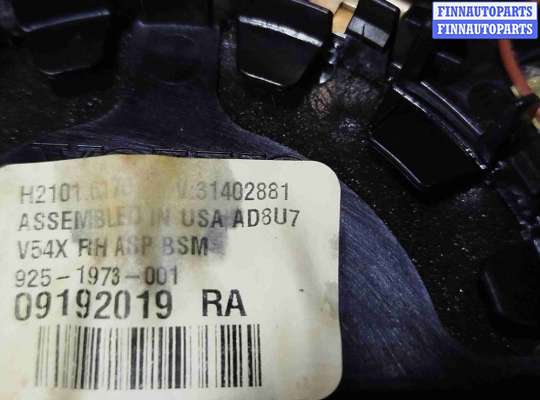 FINNAUTOPARTS
FINNAUTOPARTS
V:31402881
ASSEMBLED IN USA AD8U7
V54X RH ASP BSM
925-1973-001
09192019 RA